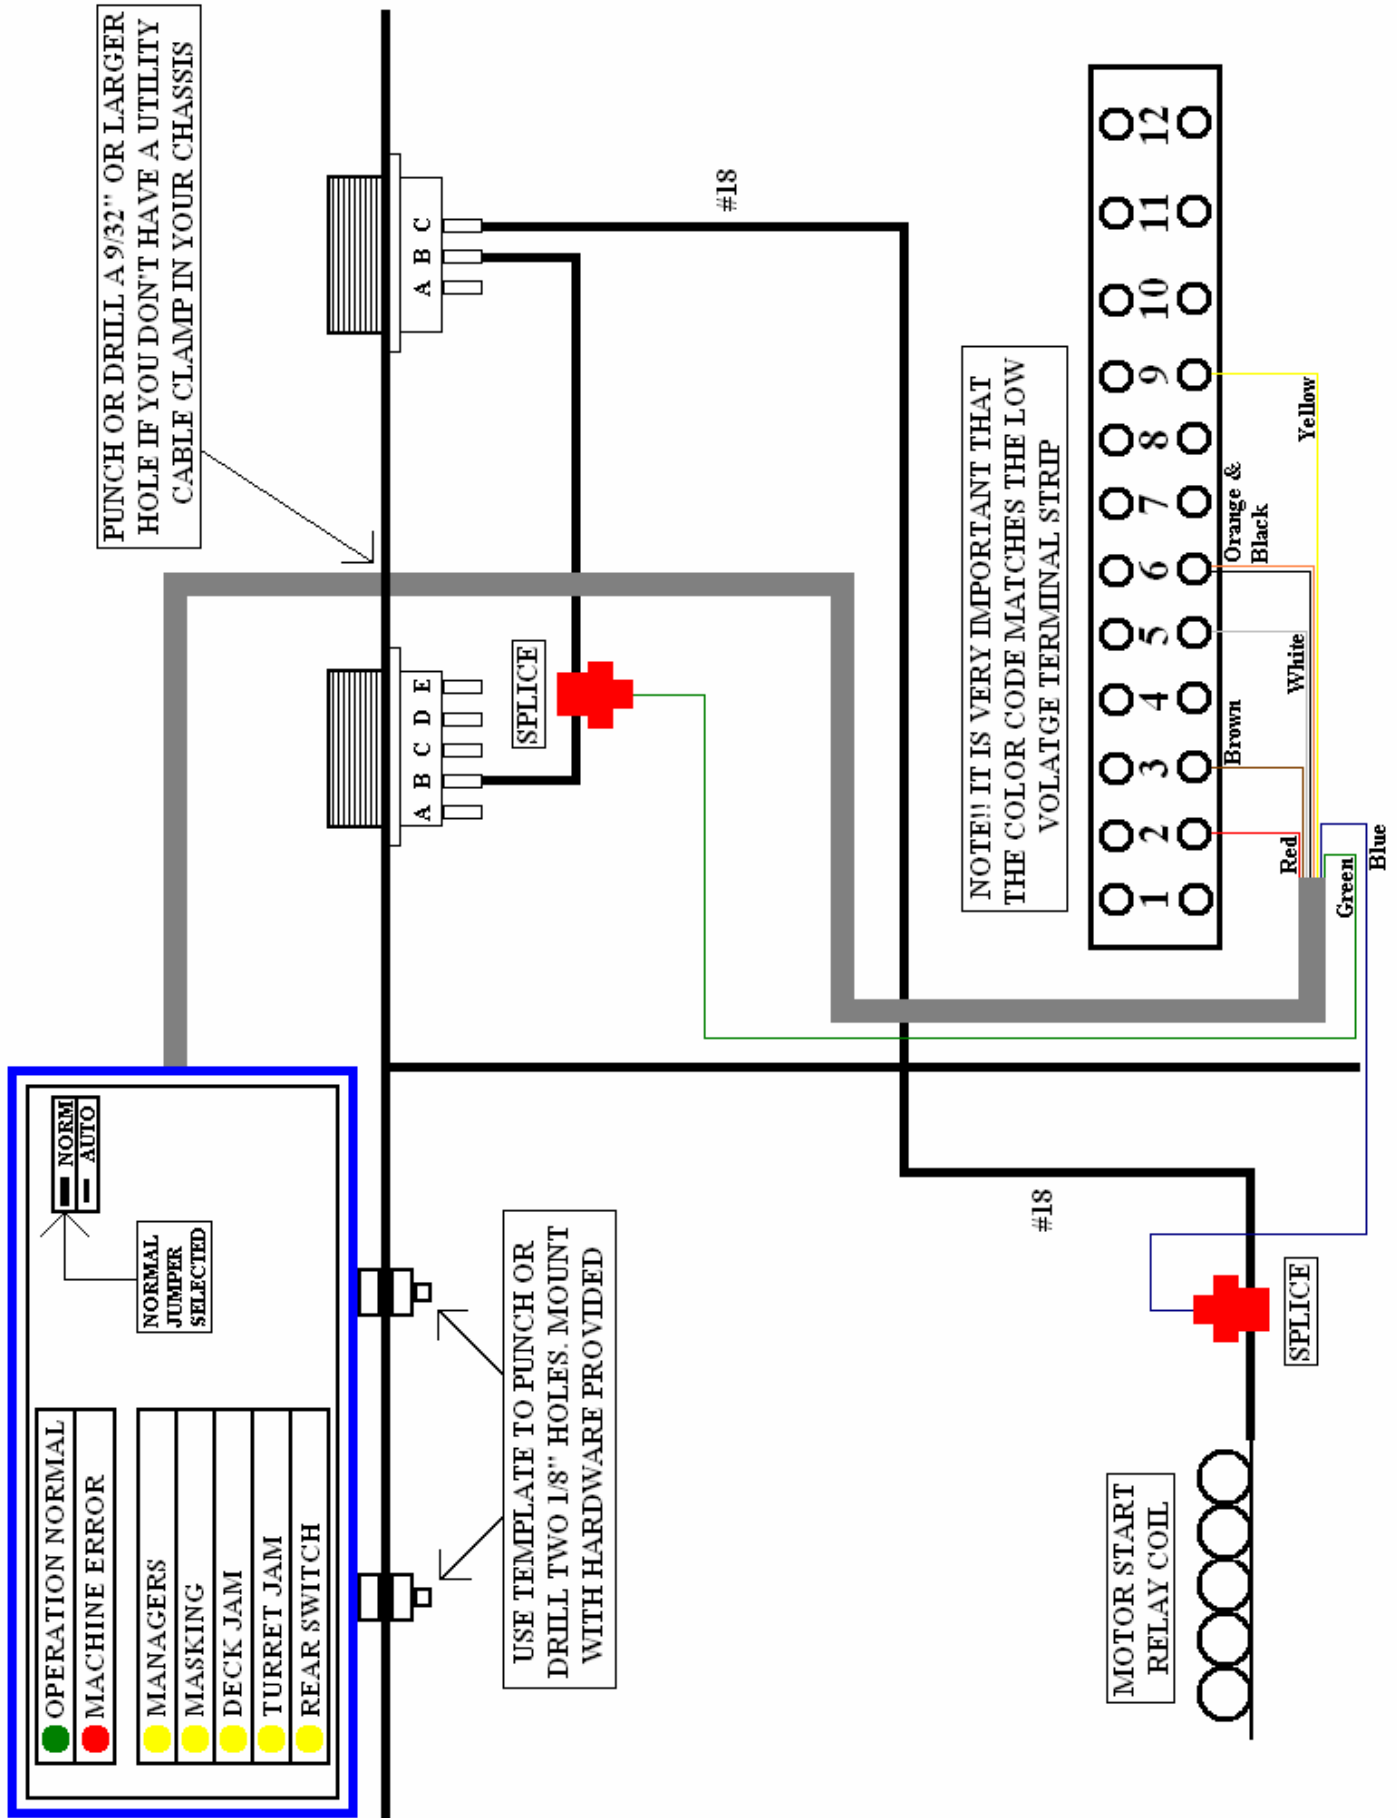 OPERATION NORMAL
MACHINE ERROR
MANAGERS
MASKING
DECK JAM
TURRET JAM
REAR SWITCH
NORM
AUTO
NORMAL
JUMPER
SELECTED
PUNCH OR DRILL A 9/32" OR LARGER
HOLE IF YOU DON'T HAVE A UTILITY
CABLE CLAMP IN YOUR CHASSIS
USE TEMPLATE TO PUNCH OR
DRILL TWO 1/8" HOLES. MOUNT
WITH HARDWARE PROVIDED
A B C D E
A B C
SPLICE
#18
#18
NOTE!! IT IS VERY IMPORTANT THAT
THE COLOR CODE MATCHES THE LOW
VOLATGE TERMINAL STRIP
MOTOR START
RELAY COIL
1 2 3 4 5 6 7 8 9 10 11 12
Red
Brown
White
Orange &
Black
Yellow
Green
Blue
SPLICE